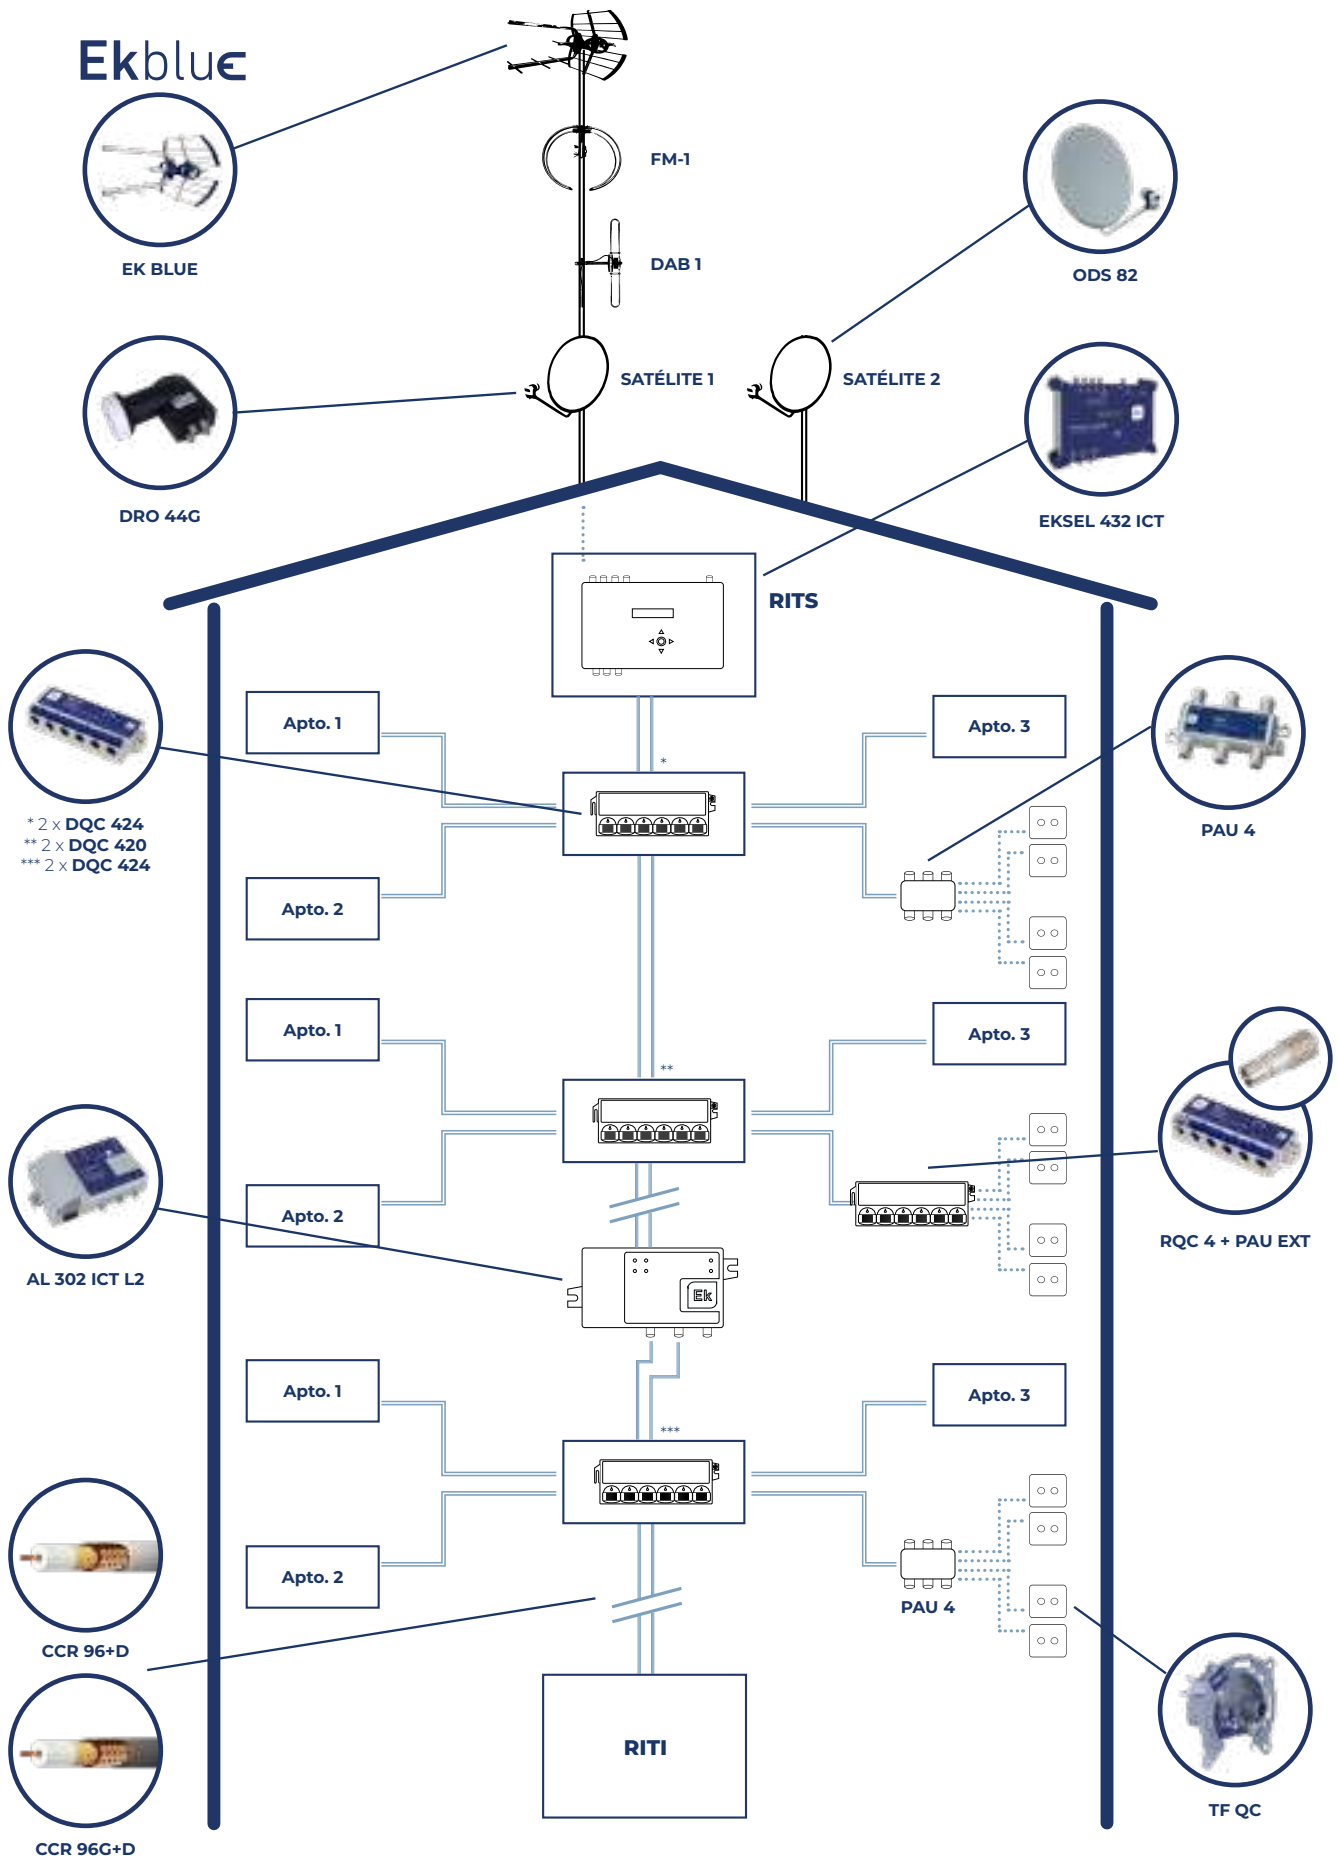 Ekblue
EK BLUE
FM-1
DAB 1
ODS 82
SATÉLITE 1
SATÉLITE 2
DRO 44G
EKSEL 432 ICT
RITS
Apto. 1
Apto. 3
*
* 2 x DQC 424
** 2 x DQC 420
*** 2 x DQC 424
PAU 4
Apto. 2
Apto. 1
Apto. 3
**
Apto. 2
RQC 4 + PAU EXT
AL 302 ICT L2
Ek
Apto. 1
Apto. 3
***
Apto. 2
PAU 4
CCR 96+D
RITI
TF QC
CCR 96G+D